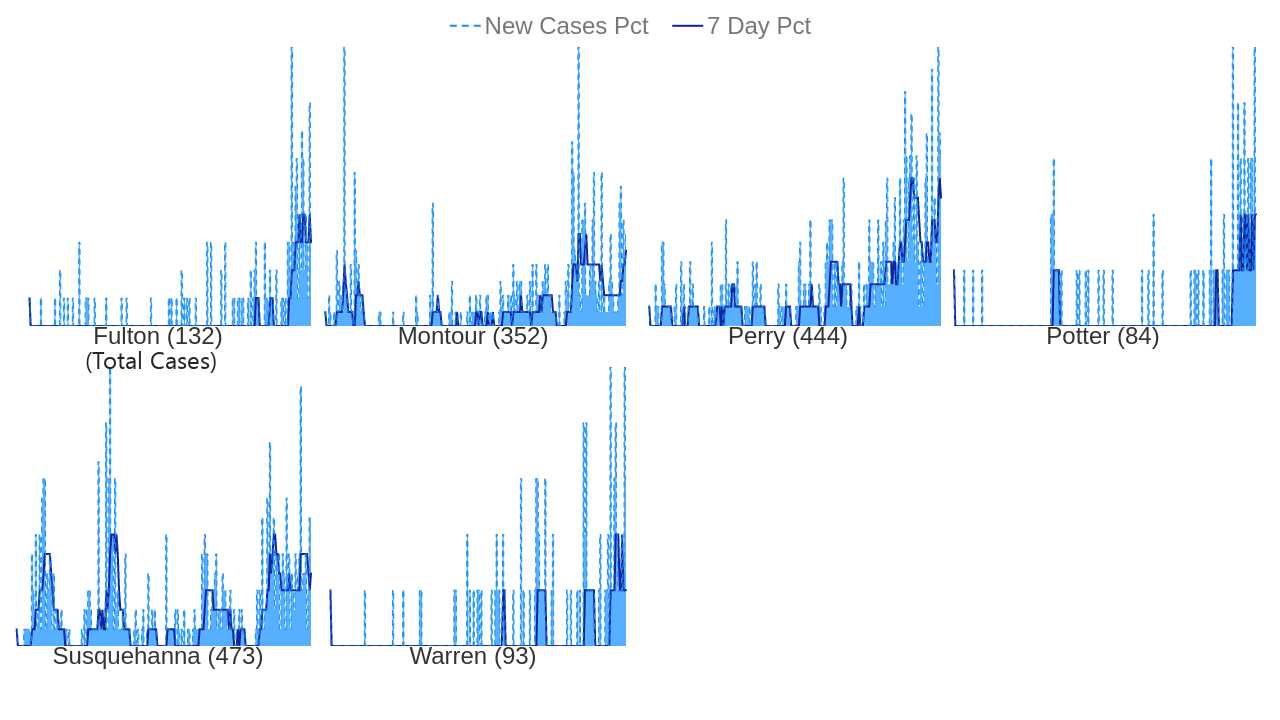 New Cases Pct 7 Day Pct
Fulton (132) Montour (352) Perry (444) Potter (84)
(Total Cases)
Susquehanna (473) Warren (93)